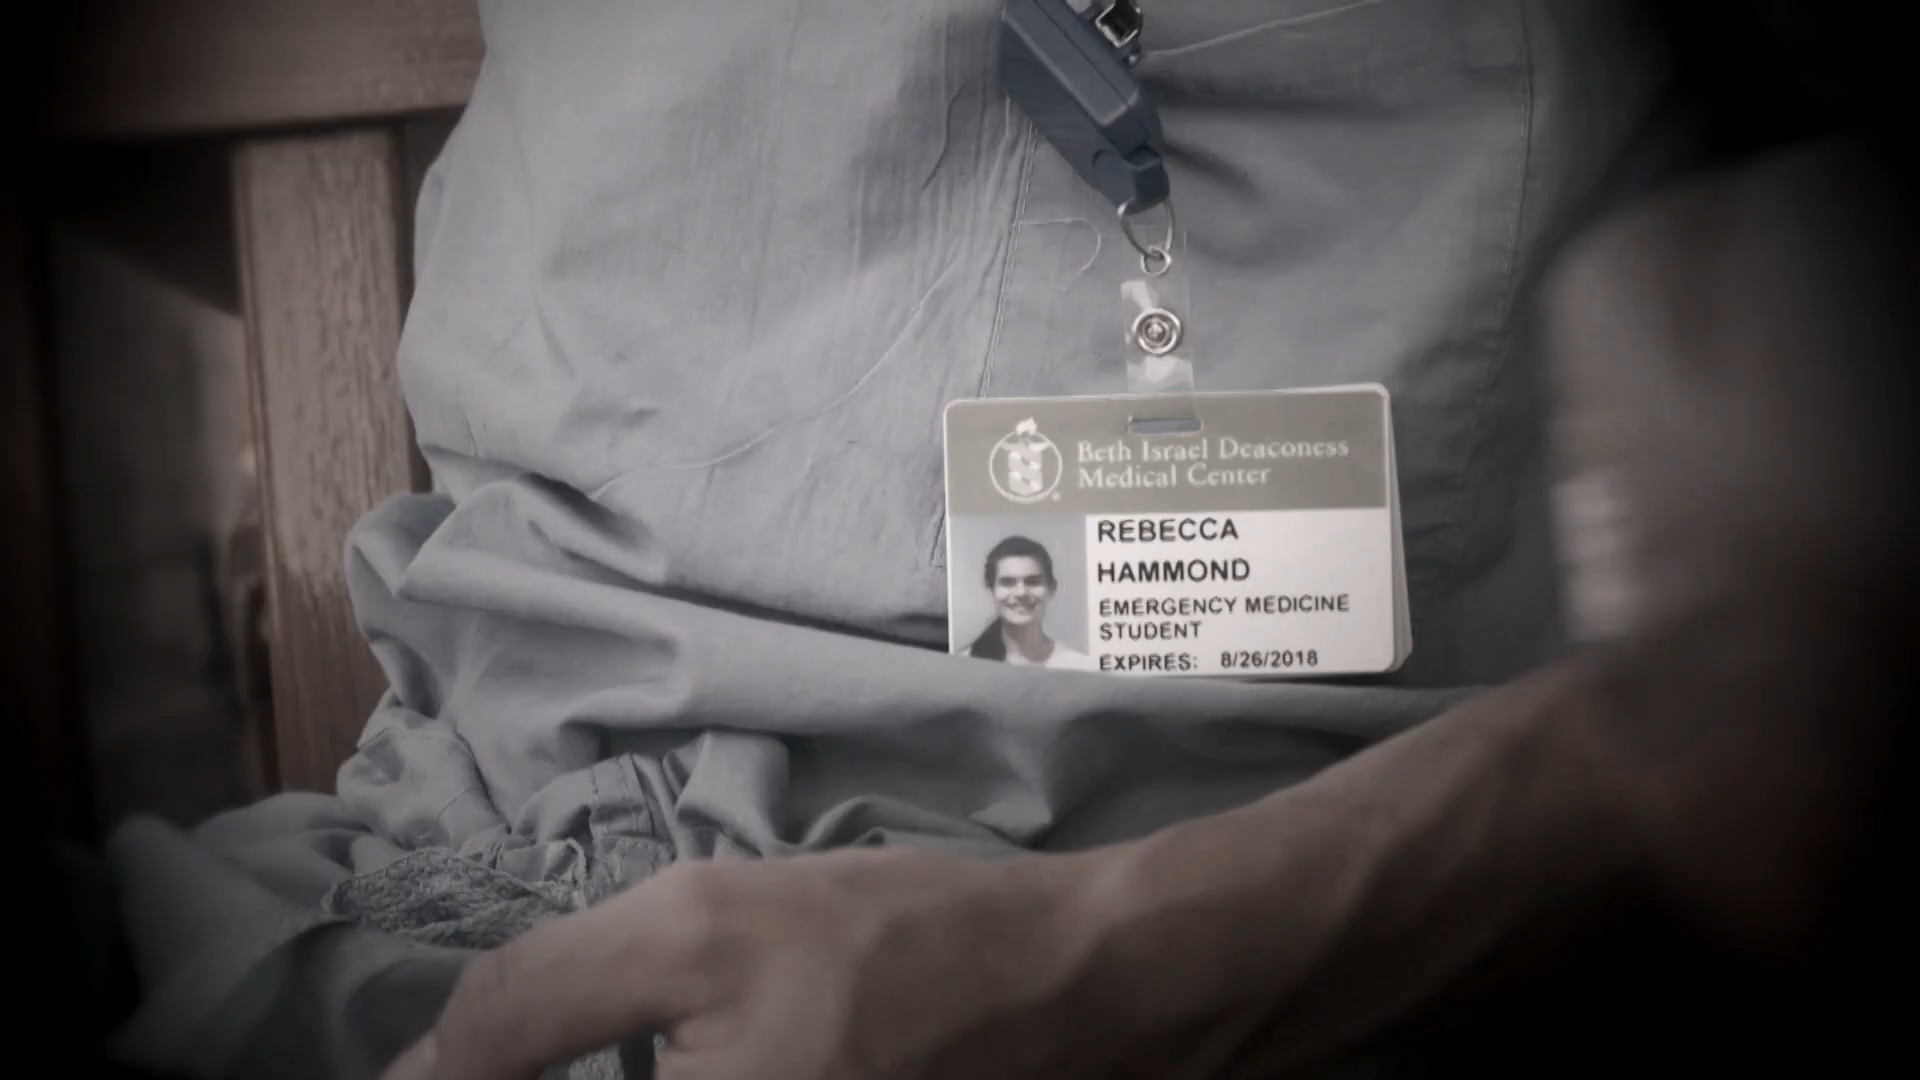 Beth Israel Deaconess
Medical Center
REBECCA
HAMMOND
EMERGENCY MEDICINE
STUDENT
EXPIRES: 8/26/2018